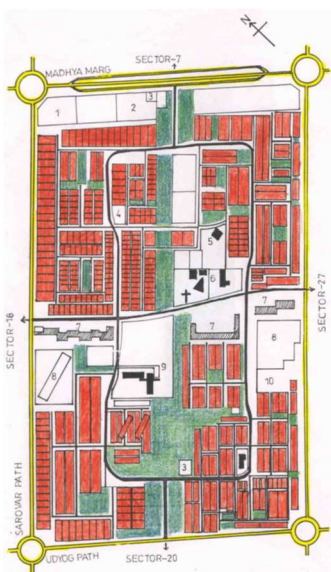 N
SECTOR-7
MADHYA MARG
3
1
2
4
5
6
SECTOR-18
SECTOR-27
7
7
7
8
8
9
10
3
SAROVAR PATH
UDYOG PATH
SECTOR-20